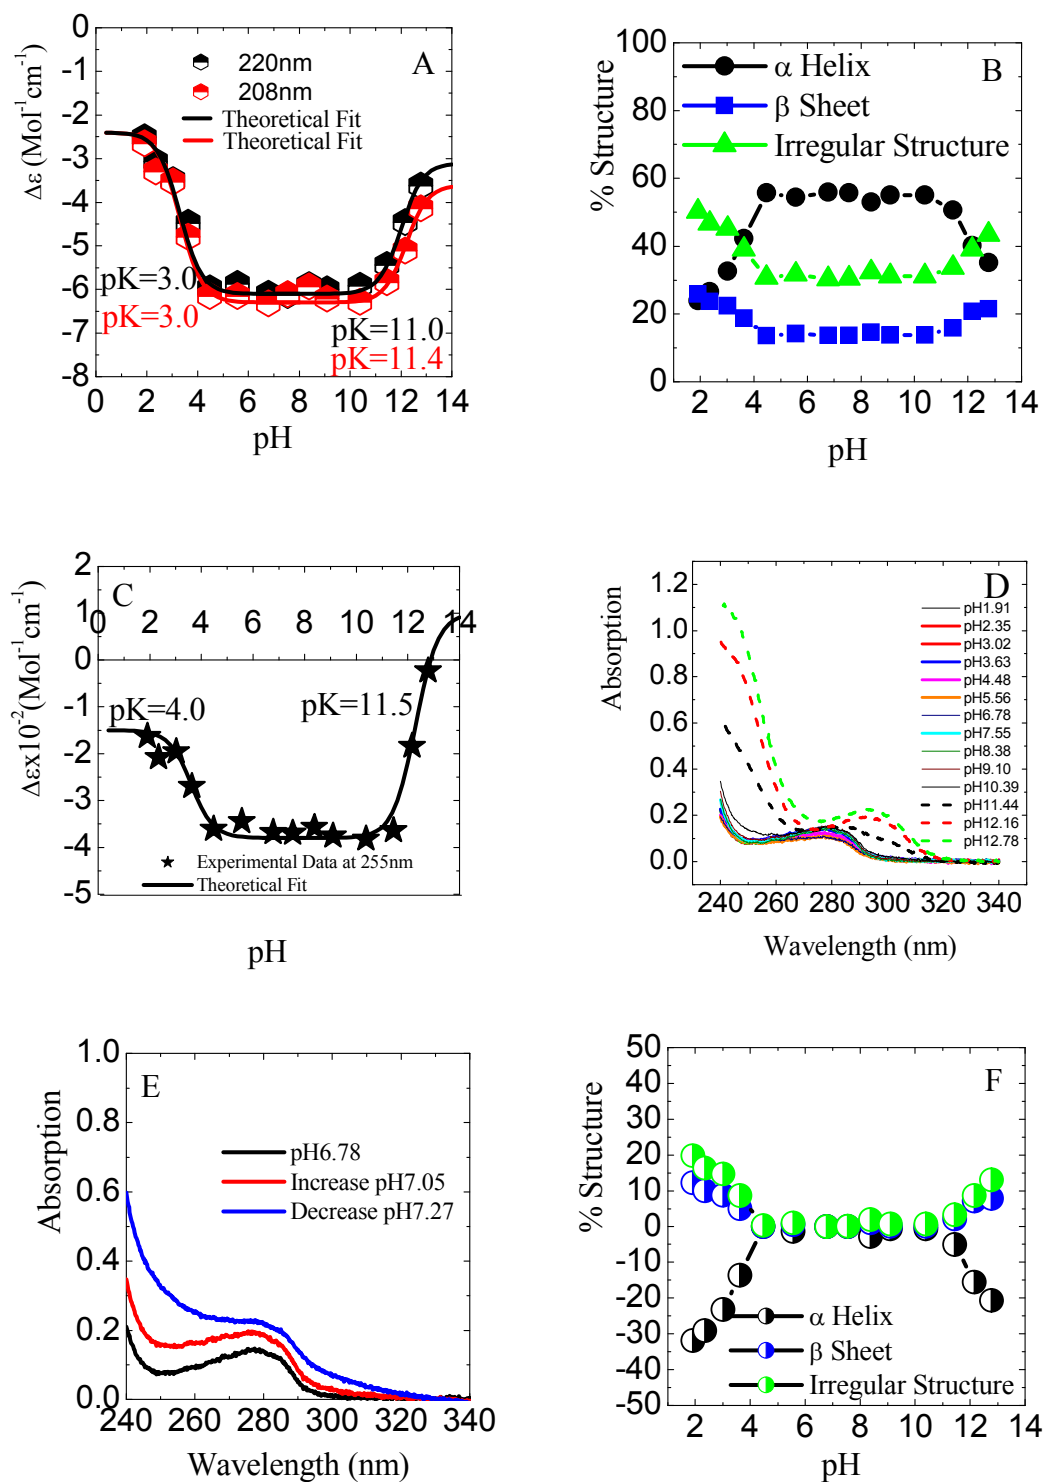 A
220nm
208nm
Theoretical Fit
Theoretical Fit
Δε (Mol⁻¹cm⁻¹)
0
-1
-2
-3
-4
-5
-6
-7
-8
pK=3.0
pK=3.0
pK=11.0
pK=11.4
0 2 4 6 8 10 12 14
pH
B
α Helix
β Sheet
Irregular Structure
% Structure
100
80
60
40
20
0
2 4 6 8 10 12 14
pH
C
Δεx10⁻²(Mol⁻¹cm⁻¹)
2
1
0
-1
-2
-3
-4
-5
0 2 4 6 8 10 12 14
pK=4.0
pK=11.5
Experimental Data at 255nm
Theoretical Fit
pH
D
Absorption
1.2
1.0
0.8
0.6
0.4
0.2
0.0
pH1.91
pH2.35
pH3.02
pH3.63
pH4.48
pH5.56
pH6.78
pH7.55
pH8.38
pH9.10
pH10.39
pH11.44
pH12.16
pH12.78
240 260 280 300 320 340
Wavelength (nm)
E
Absorption
1.0
0.8
0.6
0.4
0.2
0.0
pH6.78
Increase pH7.05
Decrease pH7.27
240 260 280 300 320 340
Wavelength (nm)
F
% Structure
50
40
30
20
10
0
-10
-20
-30
-40
-50
α Helix
β Sheet
Irregular Structure
2 4 6 8 10 12 14
pH